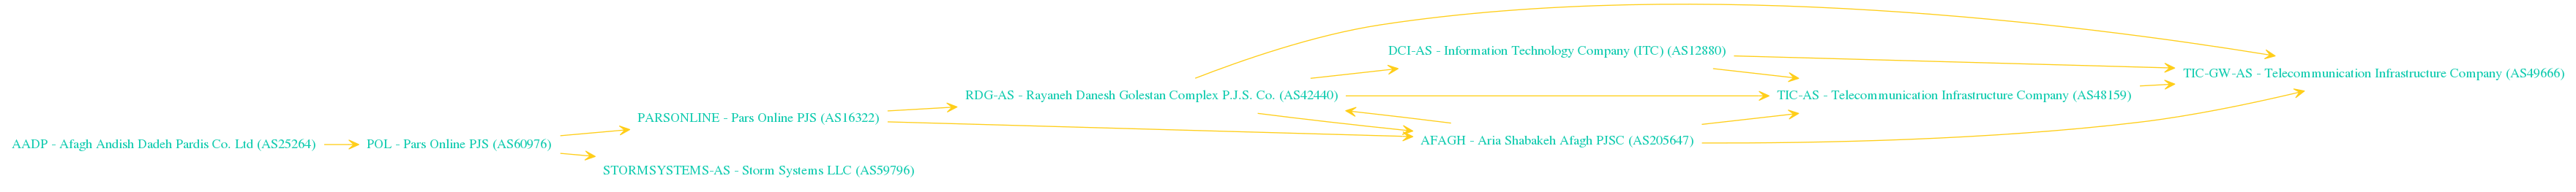 AADP - Afagh Andish Dadeh Pardis Co. Ltd (AS25264)
POL - Pars Online PJS (AS60976)
PARSONLINE - Pars Online PJS (AS16322)
STORMSYSTEMS-AS - Storm Systems LLC (AS59796)
RDG-AS - Rayaneh Danesh Golestan Complex P.J.S. Co. (AS42440)
DCI-AS - Information Technology Company (ITC) (AS12880)
AFAGH - Aria Shabakeh Afagh PJSC (AS205647)
TIC-AS - Telecommunication Infrastructure Company (AS48159)
TIC-GW-AS - Telecommunication Infrastructure Company (AS49666)